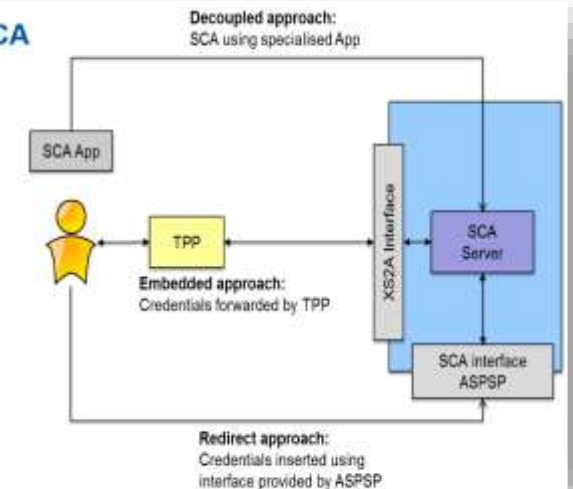 Decoupled approach:
SCA using specialised App
CA
SCA App
TPP
XS2A Interface
SCA
Server
Embedded approach:
Credentials forwarded by TPP
SCA interface
ASPSP
Redirect approach:
Credentials inserted using
interface provided by ASPSP